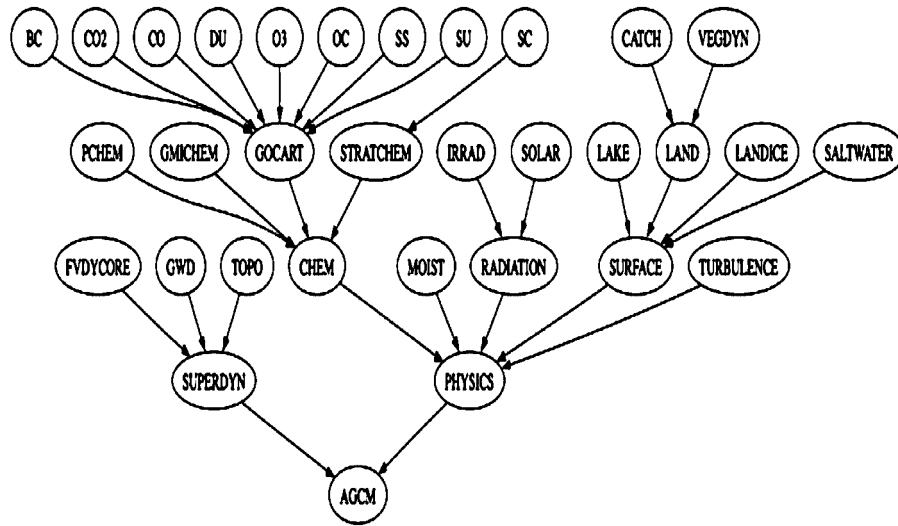 BC CO2 CO DU O3 OC SS SU SC CATCH VEGDYN
PCHEM GMICHEM GOCART STRATCHEM IRRAD SOLAR LAKE LAND LANDICE SALTWATER
FVDYCORE GWD TOPO CHEM MOIST RADIATION SURFACE TURBULENCE
SUPERDYN PHYSICS
AGCM